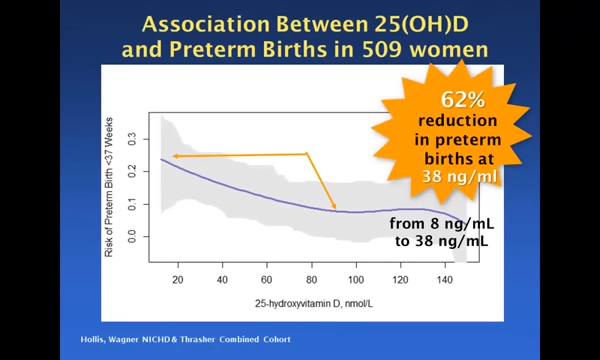 Association Between 25(OH)D
and Preterm Births in 509 women
62%
reduction
in preterm
births at
38 ng/ml
from 8 ng/mL
to 38 ng/mL
Risk of Preterm Birth <37 Weeks
0.3
0.2
0.1
0.0
20 40 60 80 100 120 140
25-hydroxyvitamin D, nmol/L
Hollis, Wagner NICHD & Thrasher Combined Cohort